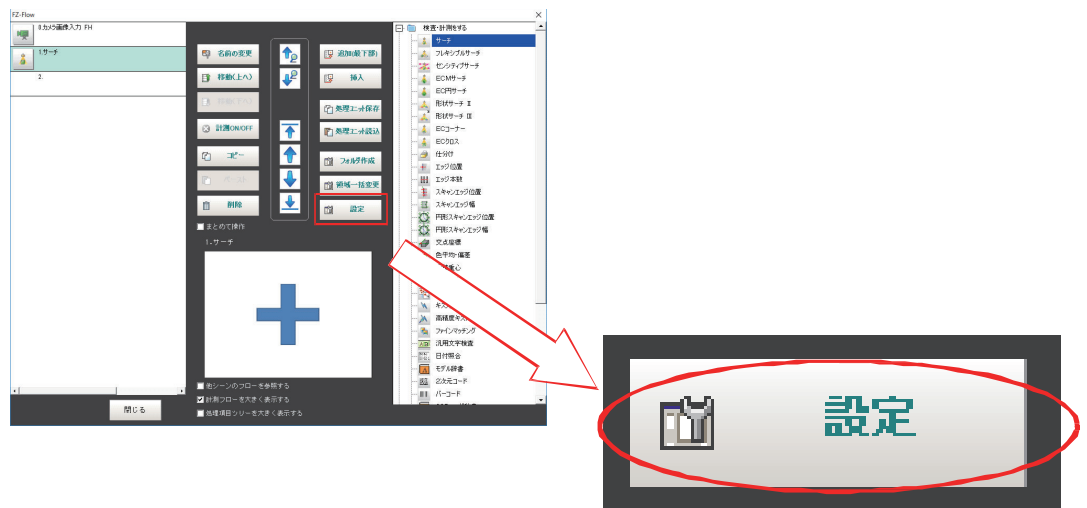 FZ-Flow
0.カメラ画像入力 FH
1.サーチ
2.
名前の変更
移動(上へ)
計測ON/OFF
コピー
ペースト
削除
追加(最下部)
挿入
処理ユニット保存
処理ユニット読込
フォルダ作成
領域一括変更
設定
まとめて操作
1.サーチ
他シーンのフローを参照する
計測フローを大きく表示する
処理項目ツリーを大きく表示する
閉じる
検査・計測をする
サーチ
フレキシブルサーチ
センシティブサーチ
ECMサーチ
EC円サーチ
形状サーチ II
形状サーチ III
ECコーナー
ECクロス
仕分け
エッジ位置
エッジ本数
スキャンエッジ位置
スキャンエッジ幅
円形スキャンエッジ位置
円形スキャンエッジ幅
交点座標
色平均・偏差
重心
キズ
高精度キズ
ファインマッチング
汎用文字検査
日付照合
モデル辞書
2次元コード
バーコード
設定